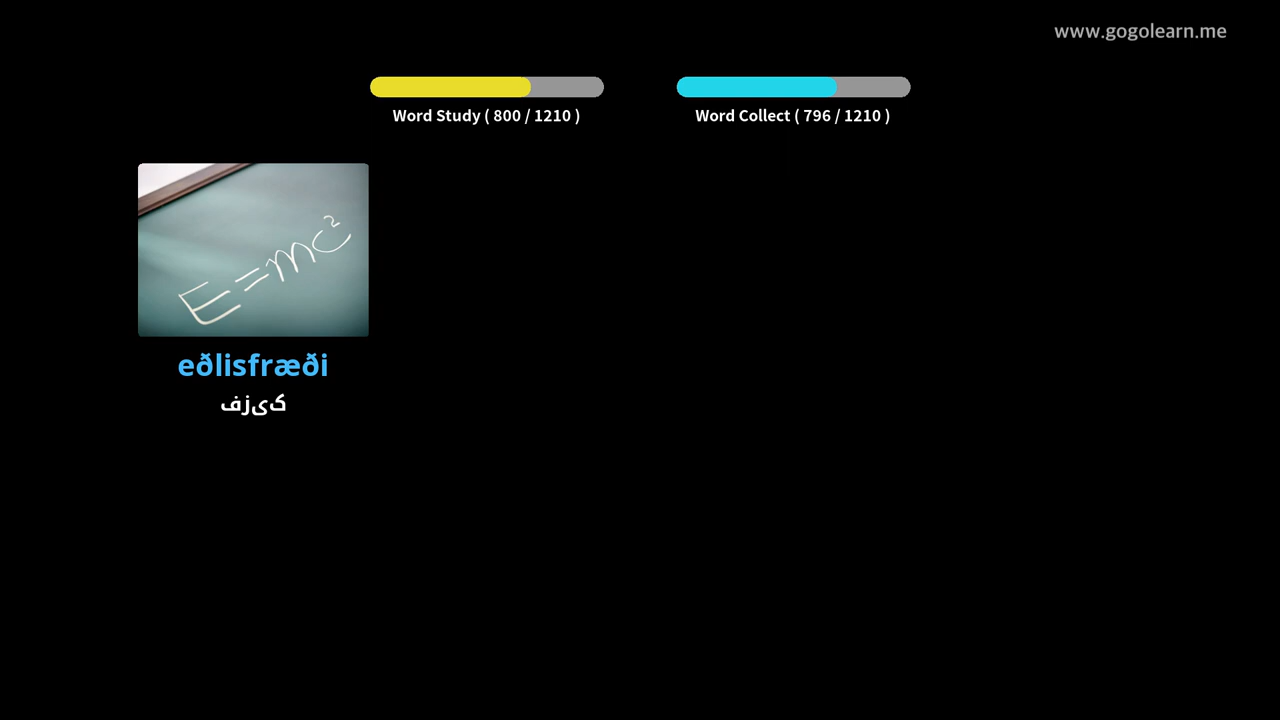 www.gogolearn.me
Word Study ( 800 / 1210 )
Word Collect ( 796 / 1210 )
E=mc²
eðlisfræði
کیزف